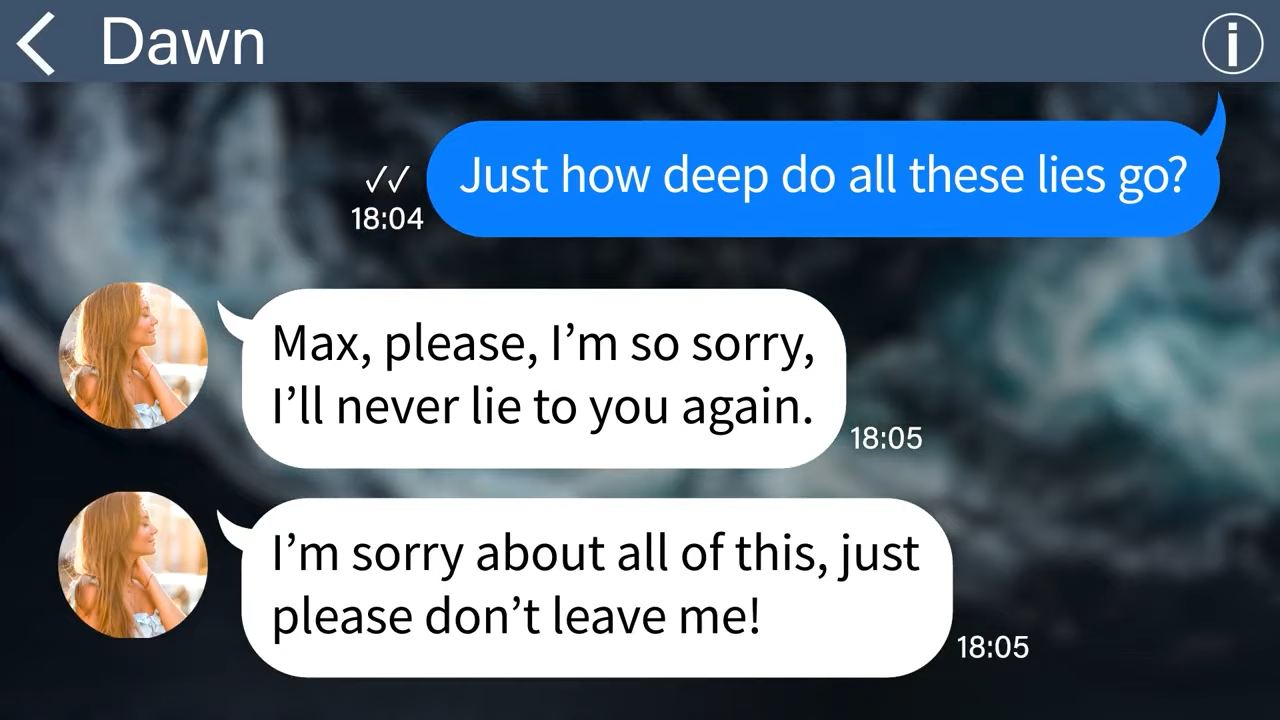 Dawn
Just how deep do all these lies go?
✓✓
18:04
Max, please, I’m so sorry,
I’ll never lie to you again.
18:05
I’m sorry about all of this, just
please don’t leave me!
18:05